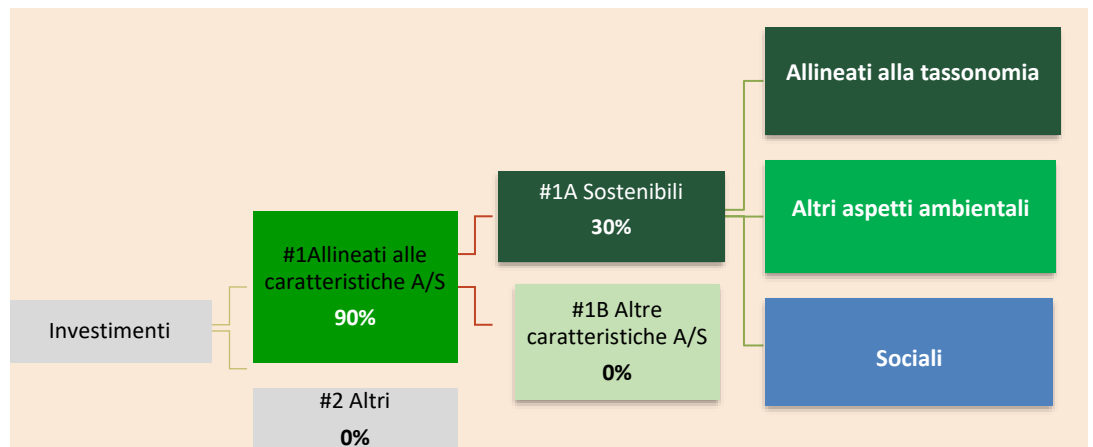 Investimenti
#1Allineati alle
caratteristiche A/S
90%
#2 Altri
0%
#1A Sostenibili
30%
#1B Altre
caratteristiche A/S
0%
Allineati alla tassonomia
Altri aspetti ambientali
Sociali